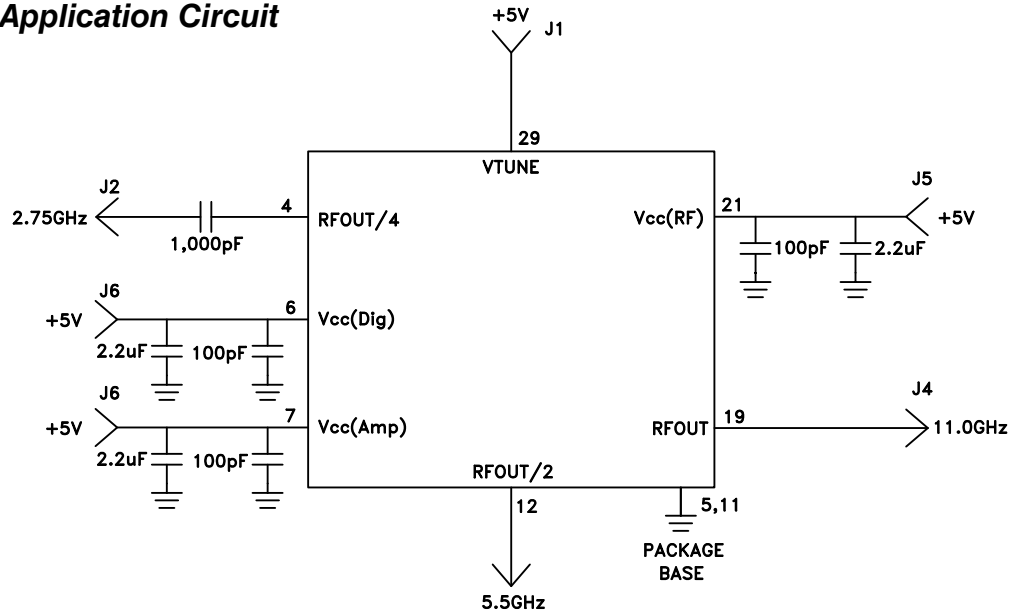 Application Circuit
+5V
J1
29
VTUNE
J2
2.75GHz
1,000pF
4
RFOUT/4
Vcc(RF)
21
J5
+5V
100pF
2.2uF
J6
+5V
6
Vcc(Dig)
2.2uF
100pF
J6
+5V
7
Vcc(Amp)
2.2uF
100pF
RFOUT
19
J4
11.0GHz
RFOUT/2
12
5.5GHz
5,11
PACKAGE
BASE